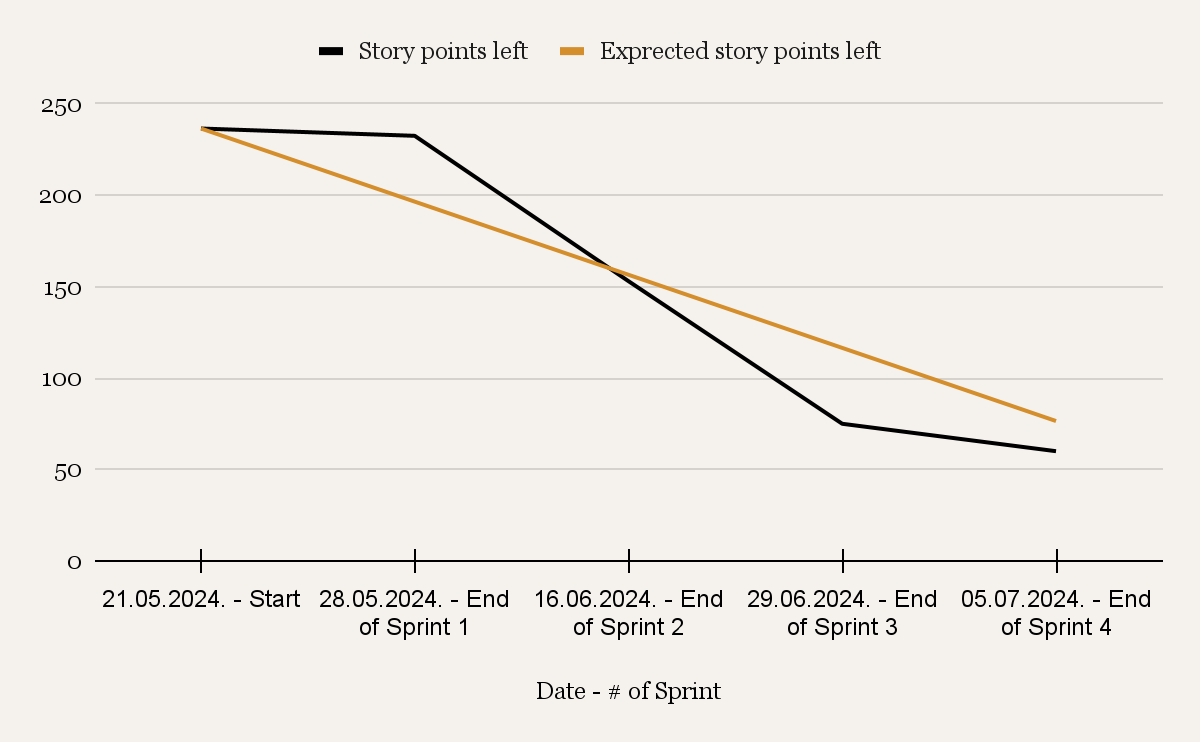 Story points left
Exprected story points left
250
200
150
100
50
0
21.05.2024. - Start
28.05.2024. - End
of Sprint 1
16.06.2024. - End
of Sprint 2
29.06.2024. - End
of Sprint 3
05.07.2024. - End
of Sprint 4
Date - # of Sprint